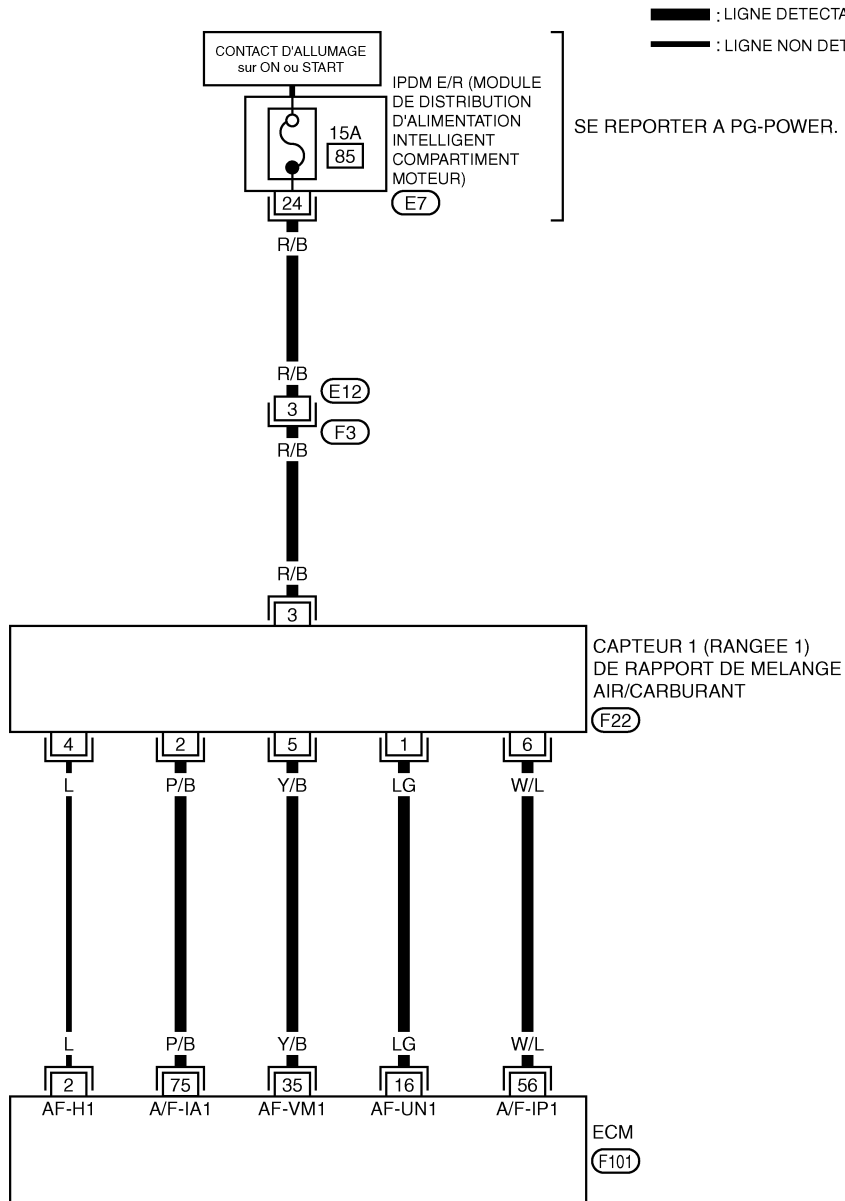 : LIGNE DETECTA
: LIGNE NON DET
CONTACT D'ALLUMAGE
sur ON ou START
IPDM E/R (MODULE
DE DISTRIBUTION
D'ALIMENTATION
INTELLIGENT
COMPARTIMENT
MOTEUR)
15A
85
SE REPORTER A PG-POWER.
24
E7
R/B
R/B
E12
3
F3
R/B
R/B
3
CAPTEUR 1 (RANGEE 1)
DE RAPPORT DE MELANGE
AIR/CARBURANT
F22
4 2 5 1 6
L P/B Y/B LG W/L
L P/B Y/B LG W/L
2 75 35 16 56
AF-H1 A/F-IA1 AF-VM1 AF-UN1 A/F-IP1
ECM
F101